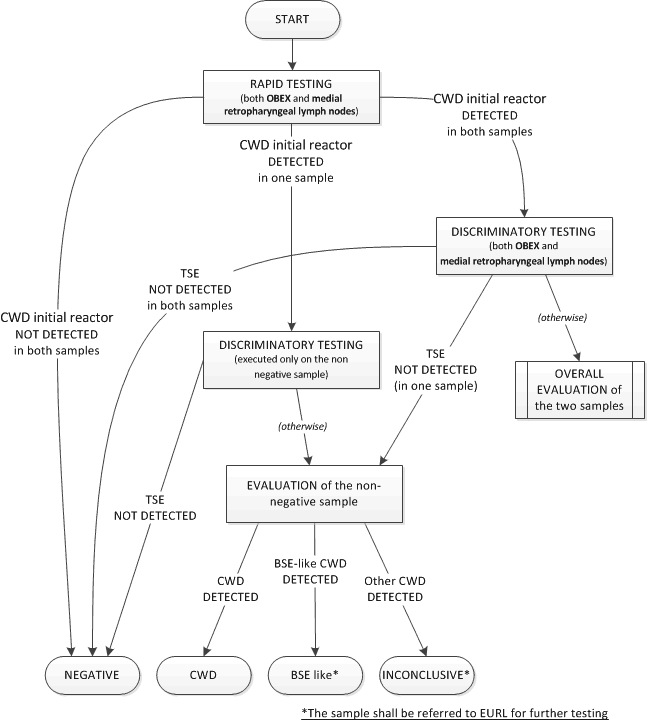 START
RAPID TESTING
(both OBEX and medial
retropharyngeal lymph nodes)
CWD initial reactor
DETECTED
in both samples
CWD initial reactor
DETECTED
in one sample
DISCRIMINATORY TESTING
(both OBEX and
medial retropharyngeal lymph nodes)
TSE
NOT DETECTED
in both samples
CWD initial reactor
NOT DETECTED
in both samples
(otherwise)
DISCRIMINATORY TESTING
(executed only on the non
negative sample)
TSE
NOT DETECTED
(in one sample)
OVERALL
EVALUATION of
the two samples
(otherwise)
EVALUATION of the non-
negative sample
TSE
NOT DETECTED
CWD
DETECTED
BSE-like CWD
DETECTED
Other CWD
DETECTED
NEGATIVE
CWD
BSE like*
INCONCLUSIVE*
*The sample shall be referred to EURL for further testing